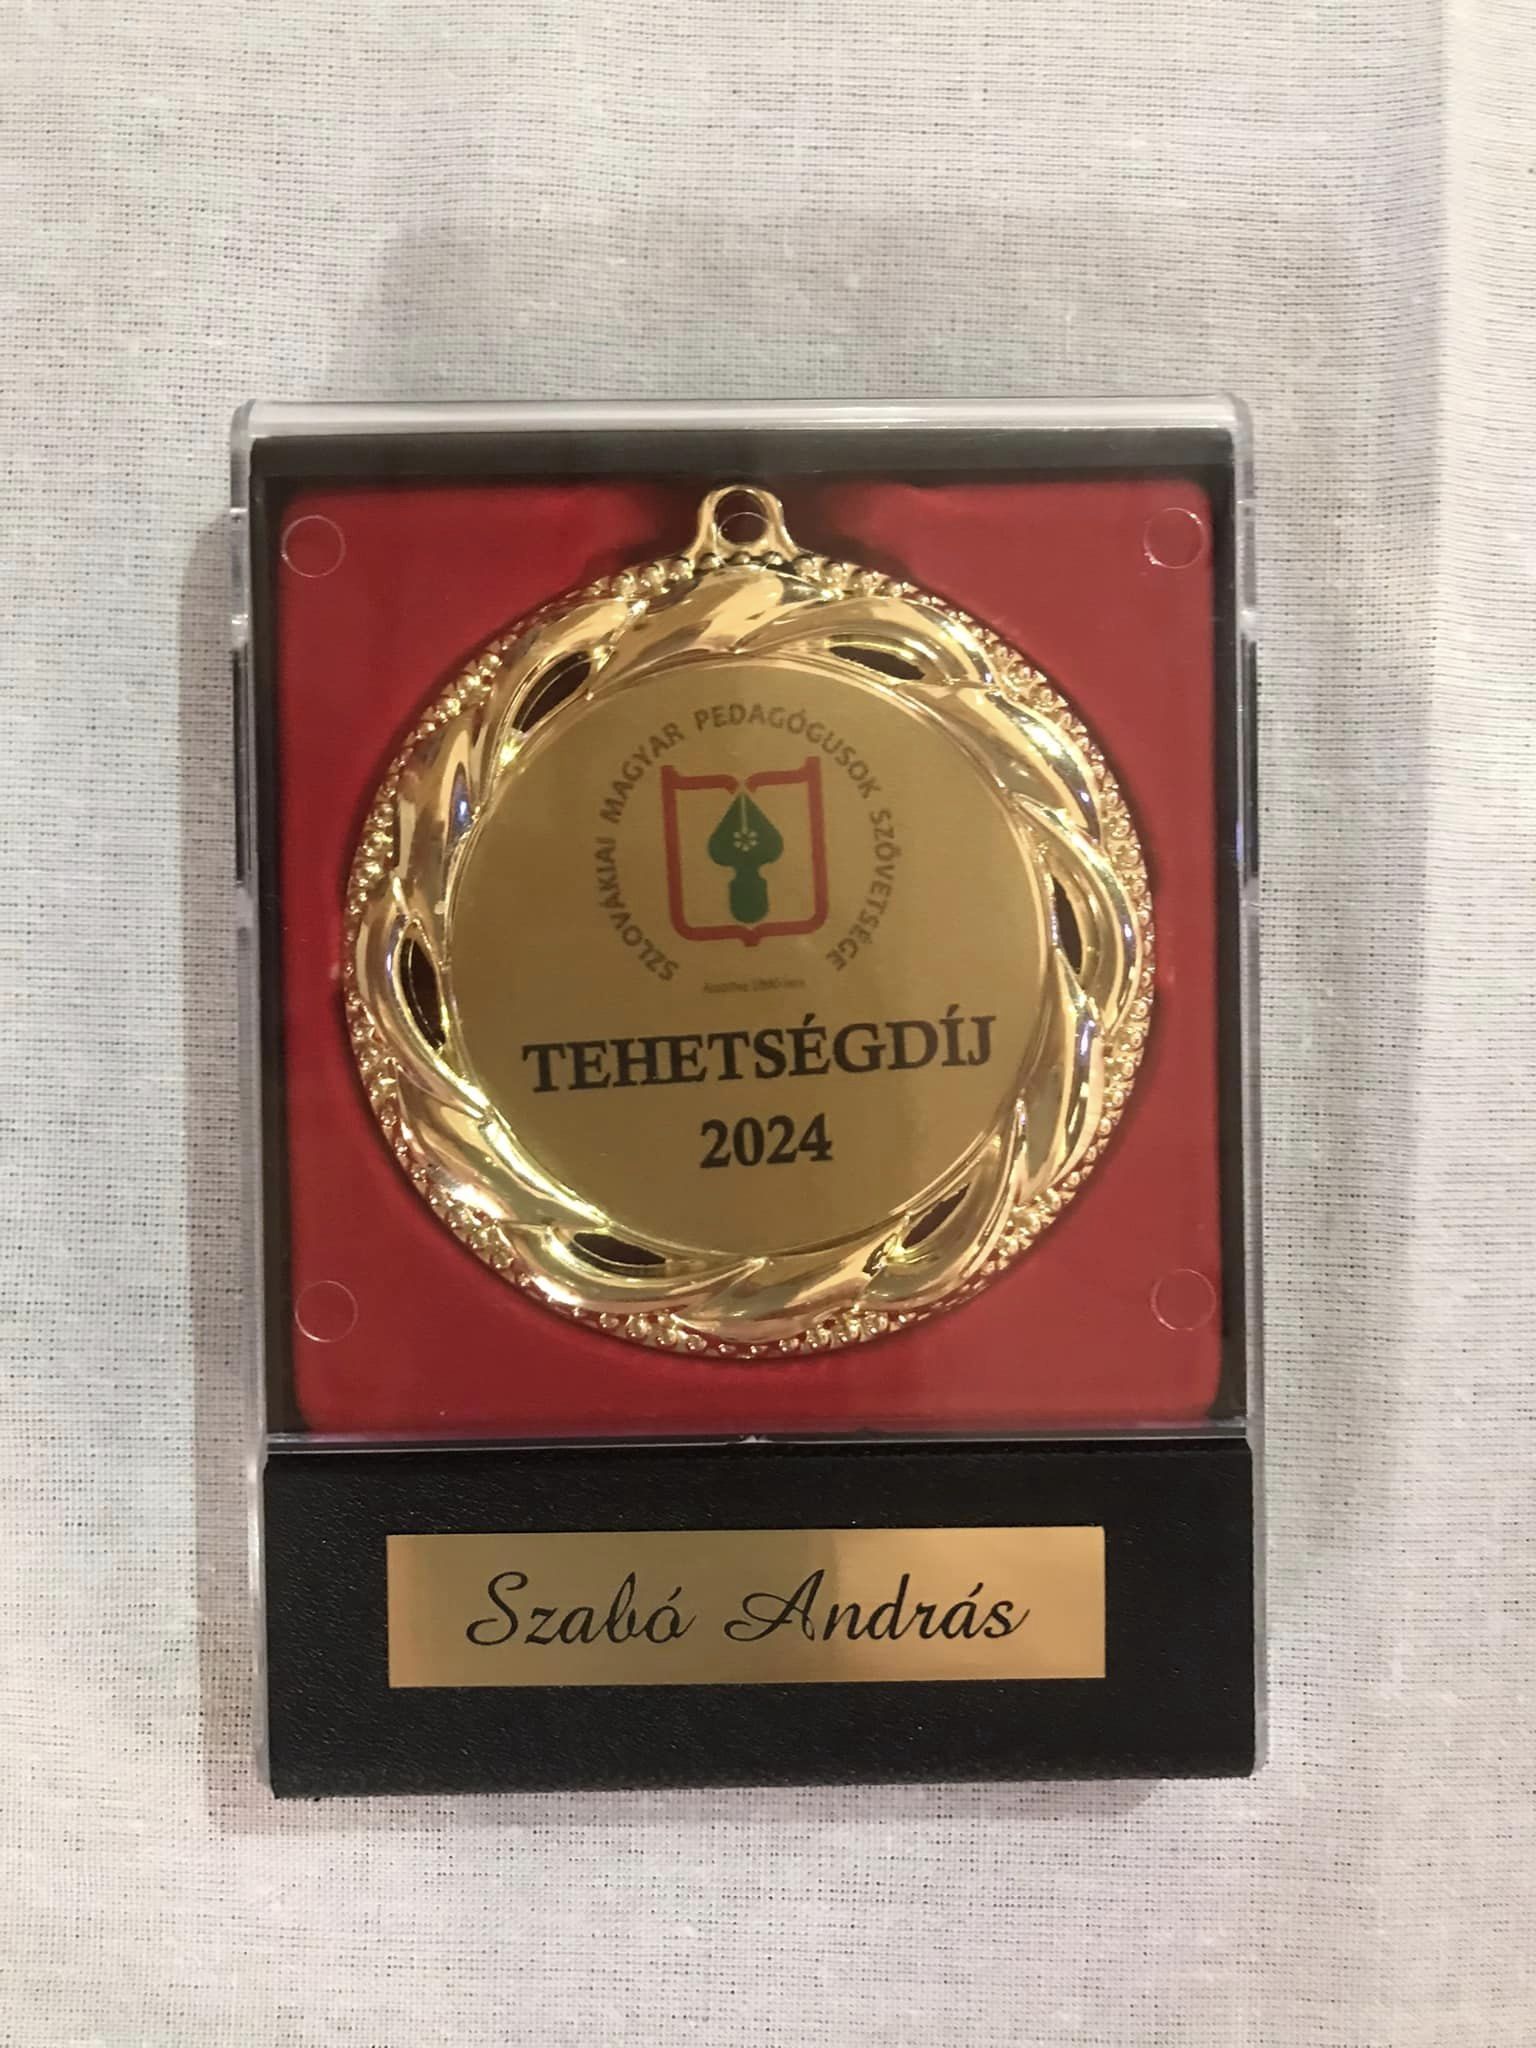 SZLOVÁKIAI MAGYAR PEDAGÓGUSOK SZÖVETSÉGE
TEHETSÉGDÍJ
2024
Szabó András